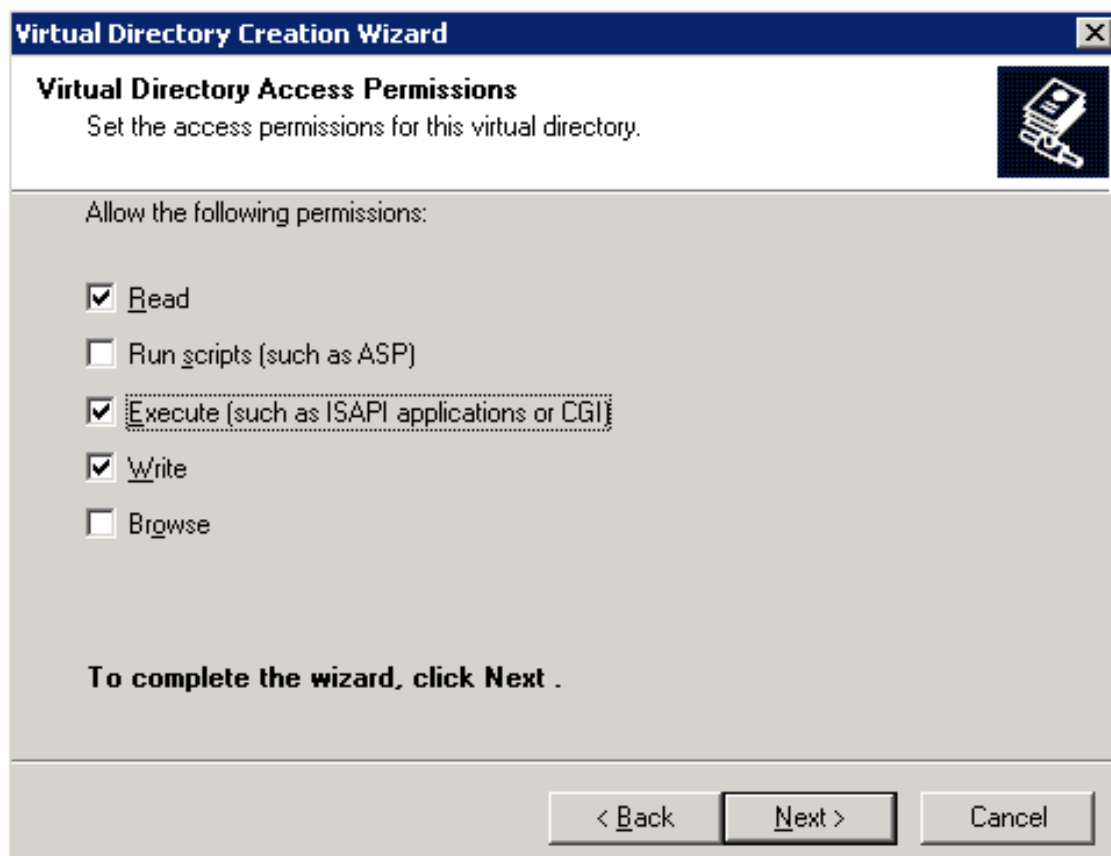 Virtual Directory Creation Wizard
Virtual Directory Access Permissions
Set the access permissions for this virtual directory.
Allow the following permissions:
Read
Run scripts (such as ASP)
Execute (such as ISAPI applications or CGI)
Write
Browse
To complete the wizard, click Next .
< Back
Next >
Cancel